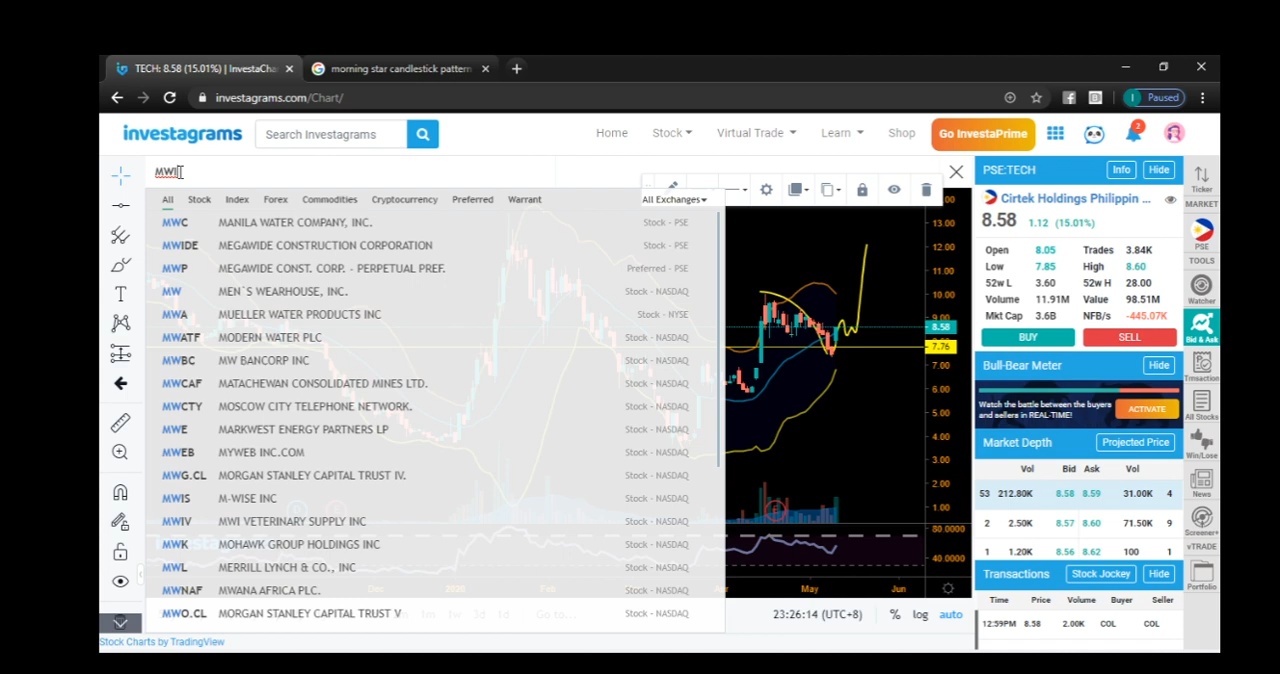 TECH: 8.58 (15.01%) | InvestaCha
morning star candlestick pattern
investagrams.com/Chart/
Paused
investagrams
Search Investagrams
Home
Stock
Virtual Trade
Learn
Shop
Go InvestaPrime
2
MWI
All Stock Index Forex Commodities Cryptocurrency Preferred Warrant
All Exchanges
MWC MANILA WATER COMPANY, INC. Stock - PSE
MWIDE MEGAWIDE CONSTRUCTION CORPORATION Stock - PSE
MWP MEGAWIDE CONST. CORP. - PERPETUAL PREF. Preferred - PSE
MW MEN`S WEARHOUSE, INC. Stock - NASDAQ
MWA MUELLER WATER PRODUCTS INC Stock - NYSE
MWATF MODERN WATER PLC Stock - NASDAQ
MWBC MW BANCORP INC Stock - NASDAQ
MWCAF MATACHEWAN CONSOLIDATED MINES LTD. Stock - NASDAQ
MWCTY MOSCOW CITY TELEPHONE NETWORK. Stock - NASDAQ
MWE MARKWEST ENERGY PARTNERS LP Stock - NASDAQ
MWEB MYWEB INC.COM Stock - NASDAQ
MWG.CL MORGAN STANLEY CAPITAL TRUST IV. Stock - NASDAQ
MWIS M-WISE INC Stock - NASDAQ
MWIV MWI VETERINARY SUPPLY INC Stock - NASDAQ
MWK MOHAWK GROUP HOLDINGS INC Stock - NASDAQ
MWL MERRILL LYNCH & CO., INC Stock - NASDAQ
MWNAF MWANA AFRICA PLC. Stock - NASDAQ
MWO.CL MORGAN STANLEY CAPITAL TRUST V Stock - NASDAQ
13.00
12.00
11.00
10.00
9.00
8.58
7.76
7.00
6.00
5.00
4.00
3.00
2.00
1.00
80.0000
40.0000
Dec 2020 Feb Apr May Jun
1m 1w 3d 1d Go to...
23:26:14 (UTC+8)
% log auto
Stock Charts by TradingView
PSE:TECH Info Hide
Cirtek Holdings Philippin ...
8.58 1.12 (15.01%)
Open 8.05 Trades 3.84K
Low 7.85 High 8.60
52w L 3.60 52w H 28.00
Volume 11.91M Value 98.51M
Mkt Cap 3.6B NFB/s -445.07K
BUY SELL
Bull-Bear Meter Hide
Watch the battle between the buyers
and sellers in REAL-TIME!
ACTIVATE
Market Depth Projected Price
Vol Bid Ask Vol
53 212.80K 8.58 8.59 31.00K 4
2 2.50K 8.57 8.60 71.50K 9
1 1.20K 8.56 8.62 100 1
Transactions Stock Jockey Hide
Time Price Volume Buyer Seller
12:59PM 8.58 2.00K COL COL
Ticker
MARKET
PSE
TOOLS
Watcher
Bid & Ask
Trnsaction
All Stocks
Win/Lose
News
Screener+
vTRADE
Portfolio